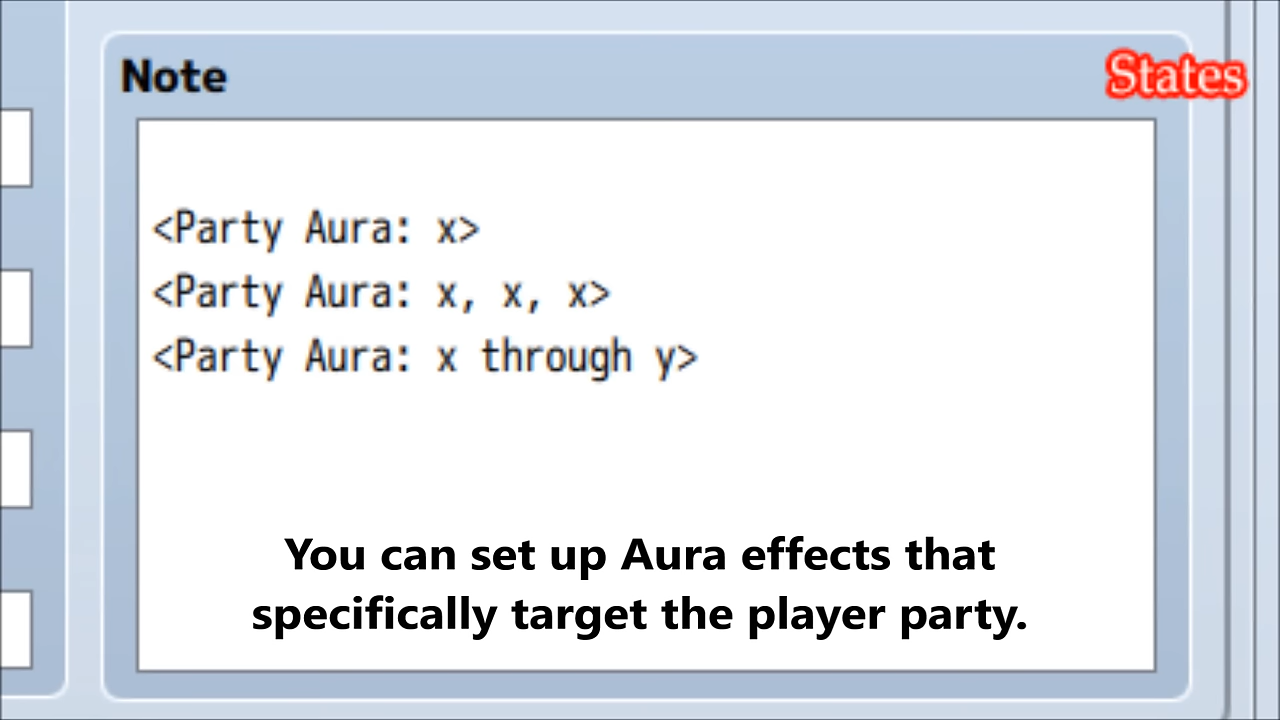 Note
States
<Party Aura: x>
<Party Aura: x, x, x>
<Party Aura: x through y>
You can set up Aura effects that
specifically target the player party.